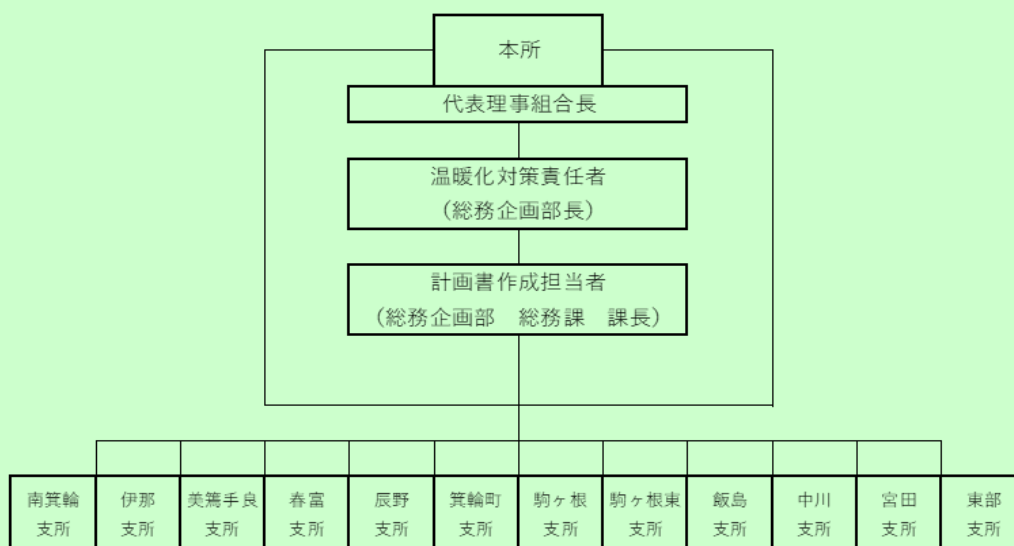 本所
代表理事組合長
温暖化対策責任者
（総務企画部長）
計画書作成担当者
（総務企画部　総務課　課長）
南箕輪
支所
伊那
支所
美篶手良
支所
春富
支所
辰野
支所
箕輪町
支所
駒ヶ根
支所
駒ヶ根東
支所
飯島
支所
中川
支所
宮田
支所
東部
支所